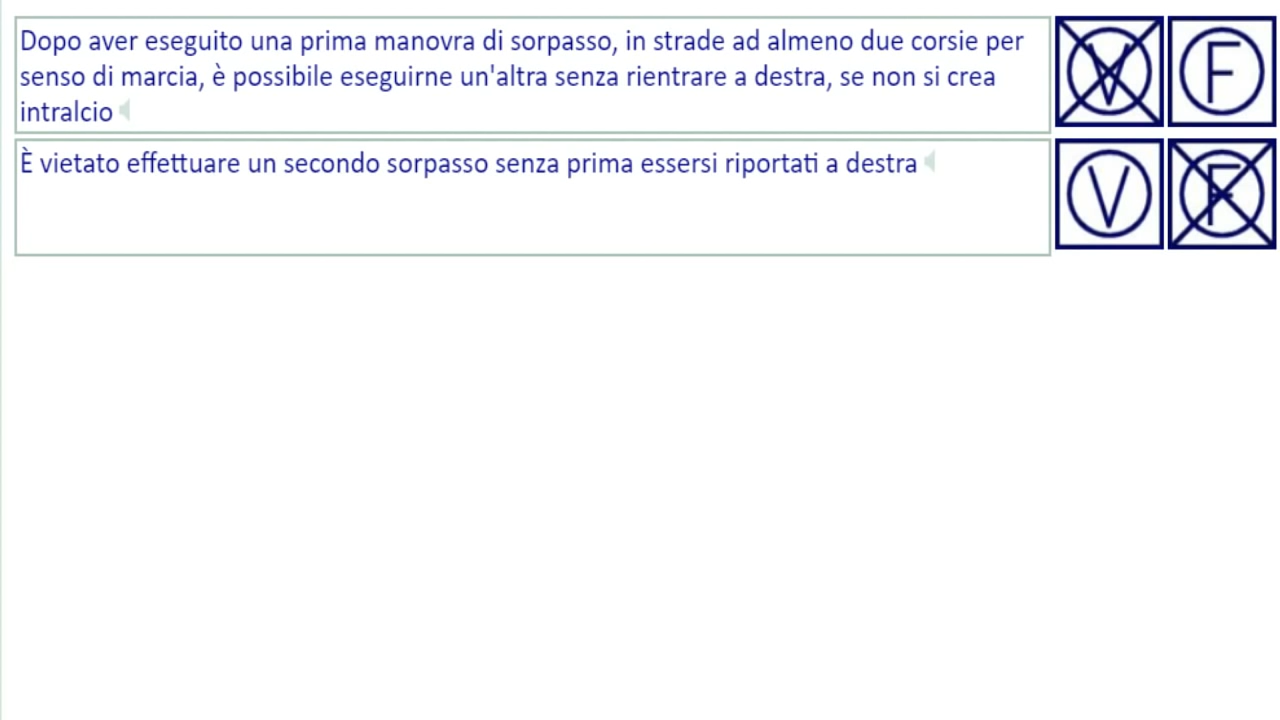 Dopo aver eseguito una prima manovra di sorpasso, in strade ad almeno due corsie per
senso di marcia, è possibile eseguirne un'altra senza rientrare a destra, se non si crea
intralcio
V F
È vietato effettuare un secondo sorpasso senza prima essersi riportati a destra
V F